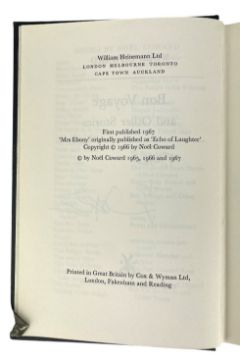 William Heinemann Ltd
LONDON MELBOURNE TORONTO
CAPE TOWN AUCKLAND
First published 1967
'Mrs Ebony' originally published as 'Echo of Laughter'.
Copyright © 1966 by Noël Coward
© by Noël Coward 1965, 1966 and 1967
Printed in Great Britain by Cox & Wyman Ltd,
London, Fakenham and Reading